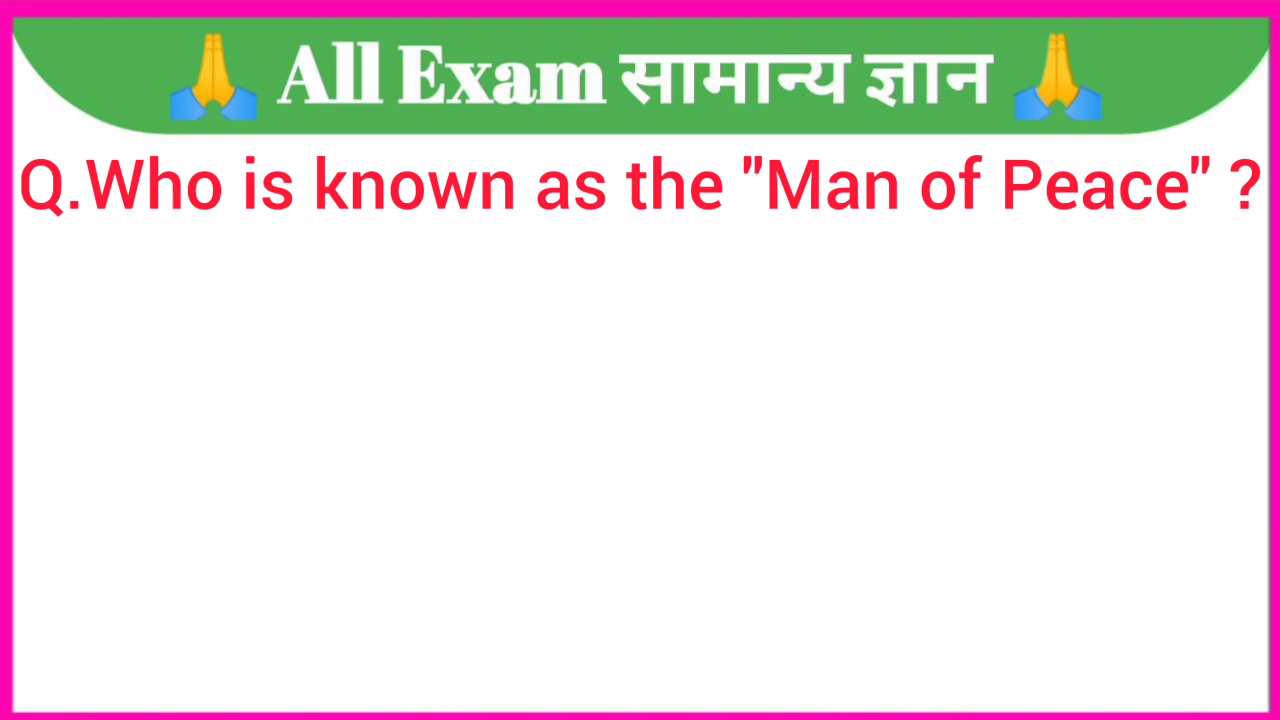 🙏 All Exam सामान्य ज्ञान 🙏
Q.Who is known as the "Man of Peace" ?